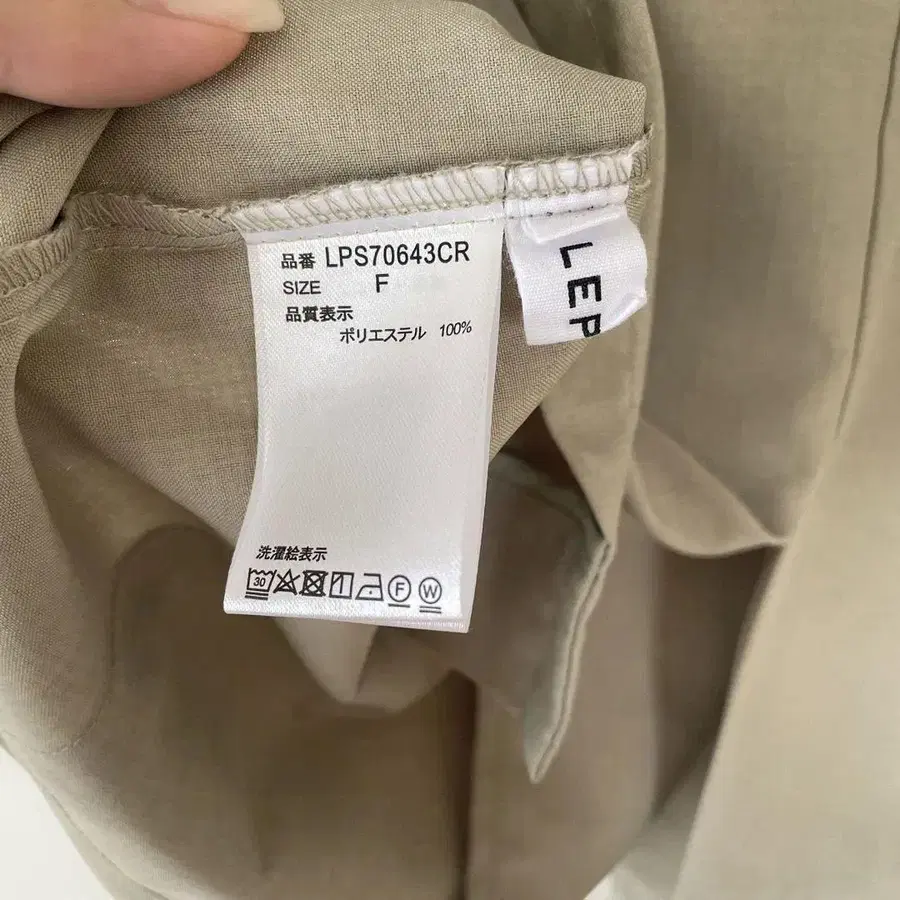 品番 LPS70643CR
SIZE F
品質表示
ポリエステル 100%
洗濯絵表示
30 F W
LEP